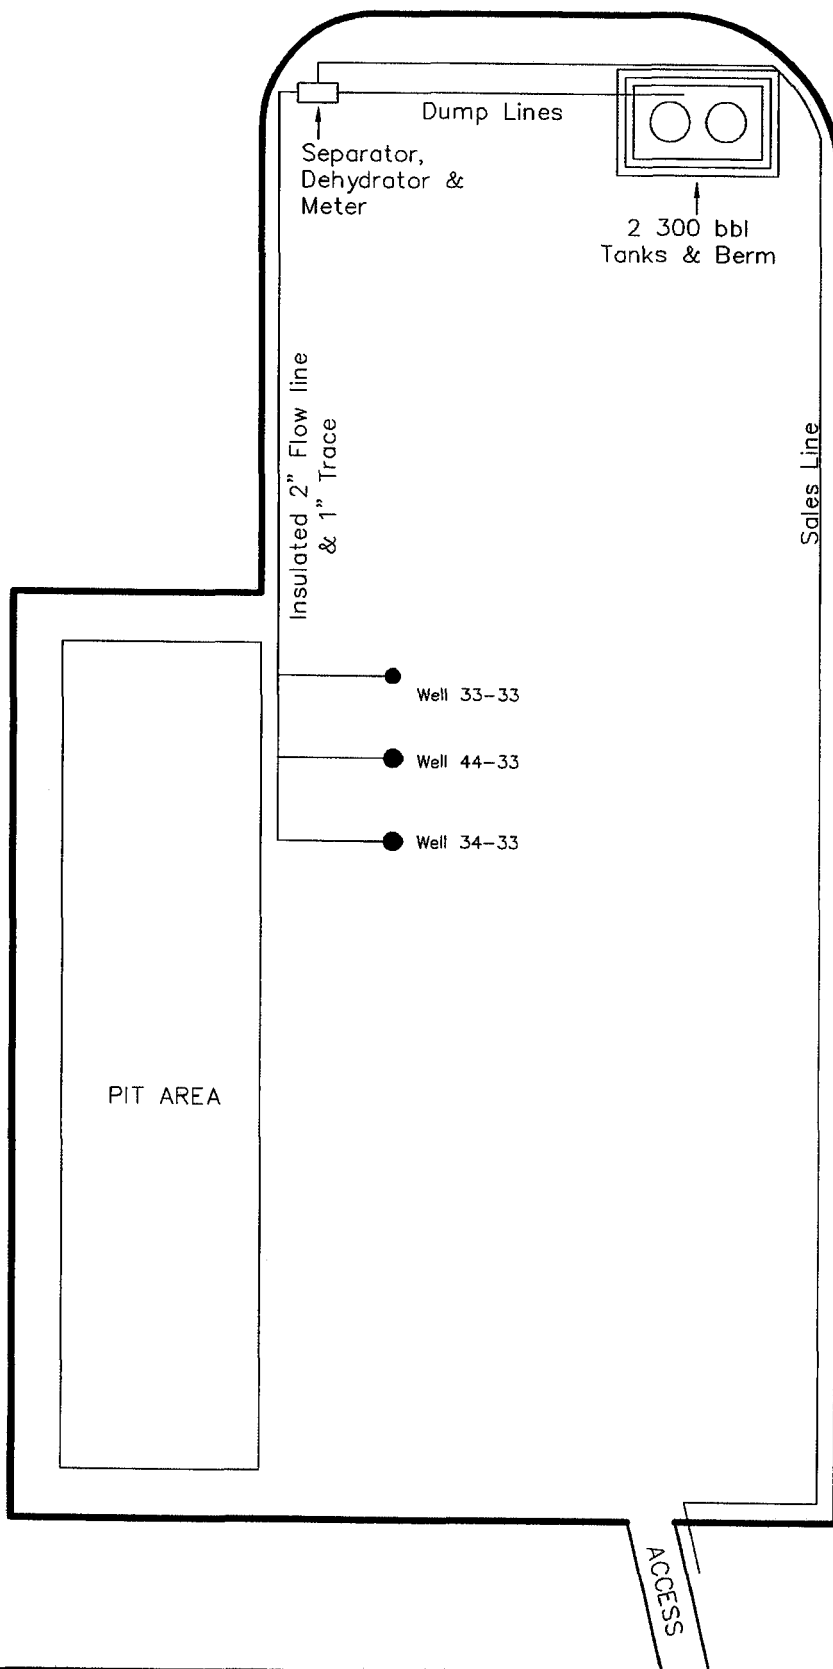 Dump Lines
Separator,
Dehydrator &
Meter
2 300 bbl
Tanks & Berm
Insulated 2" Flow line
& 1" Trace
Sales Line
Well 33-33
Well 44-33
Well 34-33
PIT AREA
ACCESS